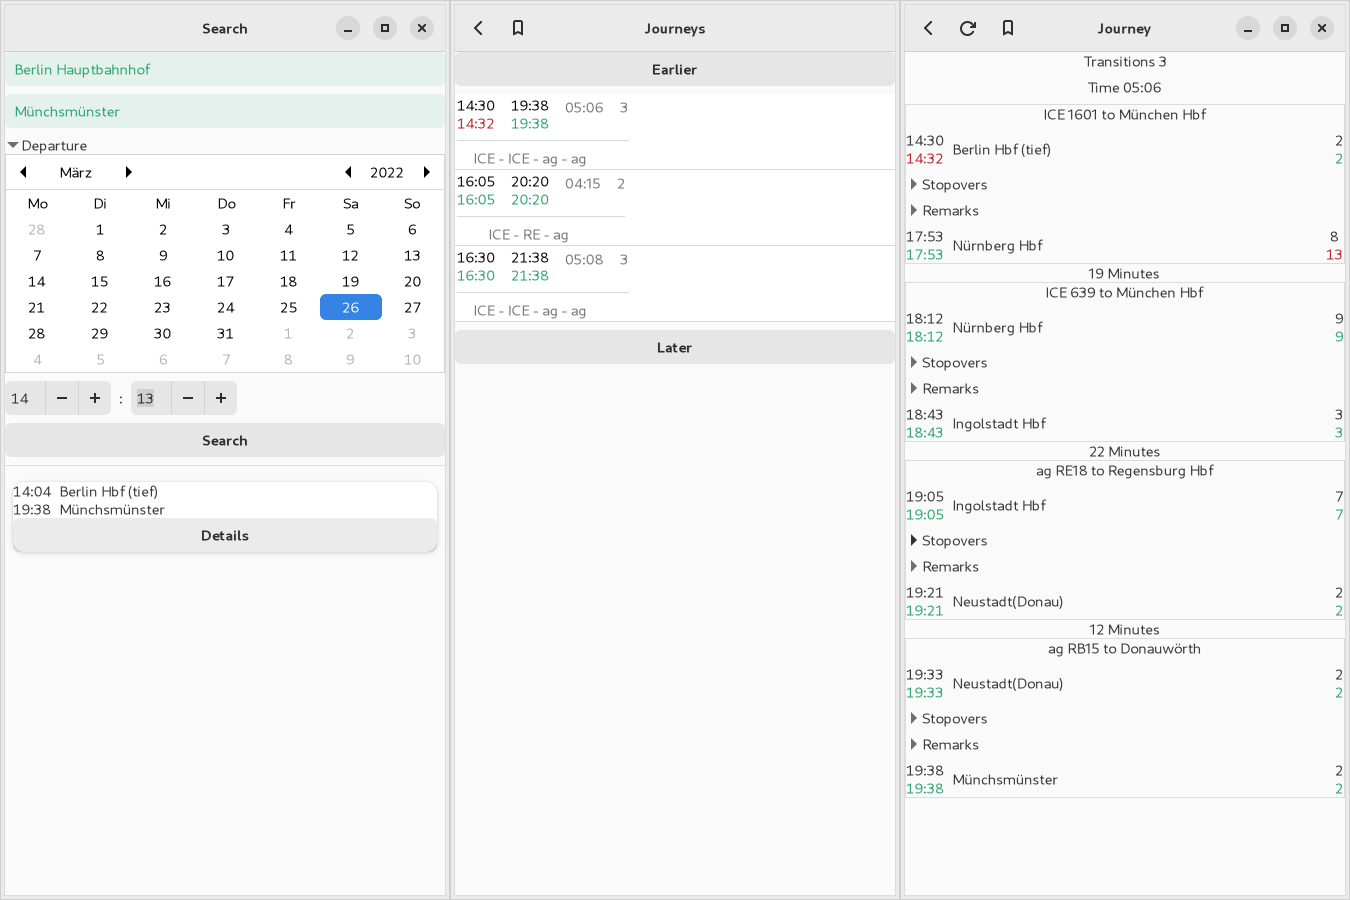 Search
Berlin Hauptbahnhof
Münchsmünster
Departure
März 2022
Mo Di Mi Do Fr Sa So
28 1 2 3 4 5 6
7 8 9 10 11 12 13
14 15 16 17 18 19 20
21 22 23 24 25 26 27
28 29 30 31 1 2 3
4 5 6 7 8 9 10
14 − + : 13 − +
Search
14:04 Berlin Hbf (tief)
19:38 Münchsmünster
Details
Journeys
Earlier
14:30 19:38 05:06 3
14:32 19:38
ICE - ICE - ag - ag
16:05 20:20 04:15 2
16:05 20:20
ICE - RE - ag
16:30 21:38 05:08 3
16:30 21:38
ICE - ICE - ag - ag
Later
Journey
Transitions 3
Time 05:06
ICE 1601 to München Hbf
14:30 2
Berlin Hbf (tief)
14:32 2
Stopovers
Remarks
17:53 8
Nürnberg Hbf
17:53 13
19 Minutes
ICE 639 to München Hbf
18:12 9
Nürnberg Hbf
18:12 9
Stopovers
Remarks
18:43 3
Ingolstadt Hbf
18:43 3
22 Minutes
ag RE18 to Regensburg Hbf
19:05 7
Ingolstadt Hbf
19:05 7
Stopovers
Remarks
19:21 2
Neustadt(Donau)
19:21 2
12 Minutes
ag RB15 to Donauwörth
19:33 2
Neustadt(Donau)
19:33 2
Stopovers
Remarks
19:38 2
Münchsmünster
19:38 2